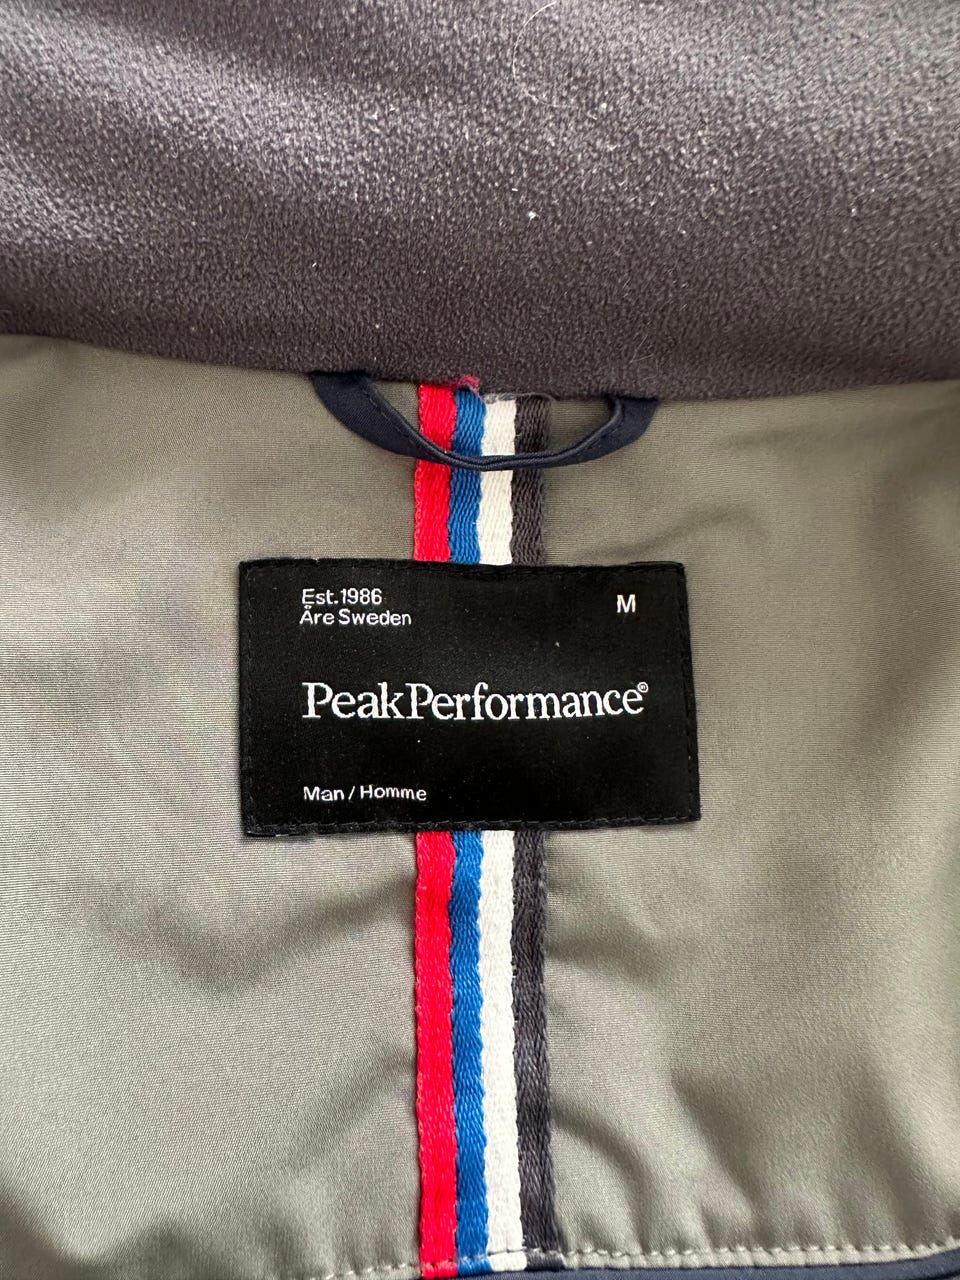 Est.1986
Åre Sweden
M
PeakPerformance®
Man / Homme